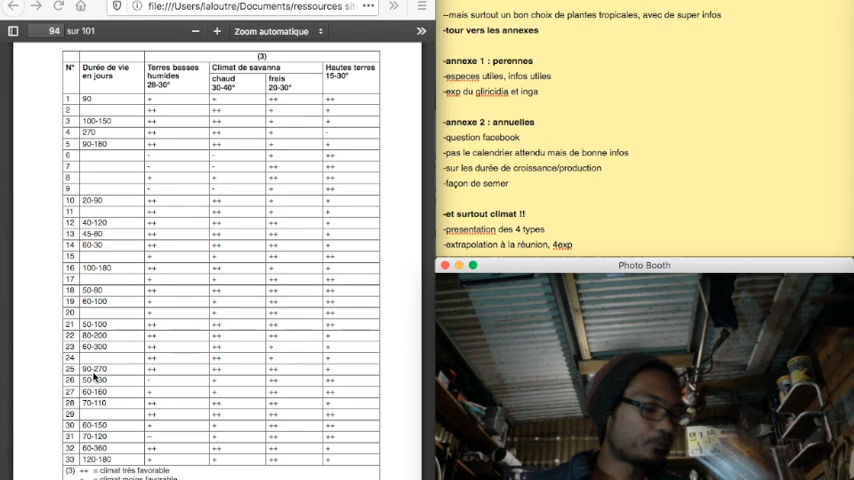 file:///Users/laloutre/Documents/ressources sit
94 sur 101
Zoom automatique
(3)
N° Durée de vie en jours Terres basses humides 28-30° Climat de savanna chaud 30-40° frais 20-30° Hautes terres 15-30°
1 90 + + ++ ++
2 ++ ++ + +
3 100-150 ++ ++ + +
4 270 ++ ++ + -
5 90-180 ++ ++ + +
6 - - + ++
7 - - ++ ++
8 + + ++ ++
9 - - + ++
10 20-90 ++ ++ + +
11 ++ ++ + +
12 40-120 ++ ++ ++ +
13 45-80 ++ ++ ++ +
14 60-30 ++ ++ ++ +
15 + + ++ ++
16 100-180 ++ ++ + +
17 + + ++ +
18 50-80 ++ ++ ++ ++
19 60-100 + + ++ ++
20 + + ++ ++
21 50-100 ++ ++ ++ ++
22 80-200 ++ ++ ++ +
23 60-300 ++ ++ + +
24 ++ ++ + +
25 90-270 ++ ++ ++ +
26 - + ++ ++
27 60-160 + + ++ ++
28 70-110 ++ ++ ++ +
29 ++ ++ ++ ++
30 60-150 + + ++ ++
31 70-120 -- + ++ ++
32 60-360 ++ ++ ++ +
33 120-180 + + ++ ++
(3) ++ = climat très favorable
+ = climat moins favorable
--mais surtout un bon choix de plantes tropicales, avec de super infos
-tour vers les annexes
-annexe 1 : perennes
-especes utiles, infos utiles
-exp du gliricidia et inga
-annexe 2 : annuelles
-question facebook
-pas le calendrier attendu mais de bonne infos
-sur les durée de croissance/production
-façon de semer
-et surtout climat !!
-presentation des 4 types
-extrapolation à la réunion, 4exp
Photo Booth